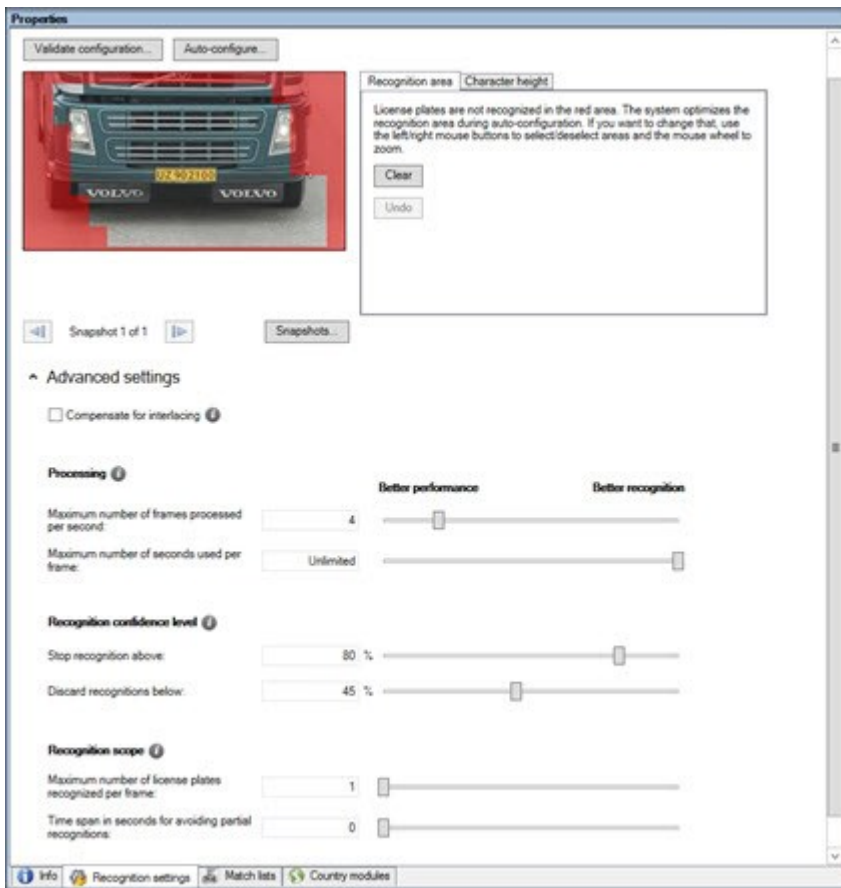 Properties
Validate configuration...
Auto-configure...
Recognition area
Character height
License plates are not recognized in the red area. The system optimizes the
recognition area during auto-configuration. If you want to change that, use
the left/right mouse buttons to select/deselect areas and the mouse wheel to
zoom.
Clear
Undo
UZ 902100
VOLVO
VOLVO
Snapshot 1 of 1
Snapshots...
Advanced settings
Compensate for interlacing
Processing
Better performance
Better recognition
Maximum number of frames processed
per second:
4
Maximum number of seconds used per
frame:
Unlimited
Recognition confidence level
Stop recognition above:
80 %
Discard recognitions below:
45 %
Recognition scope
Maximum number of license plates
recognized per frame:
1
Time span in seconds for avoiding partial
recognitions:
0
Info
Recognition settings
Match lists
Country modules